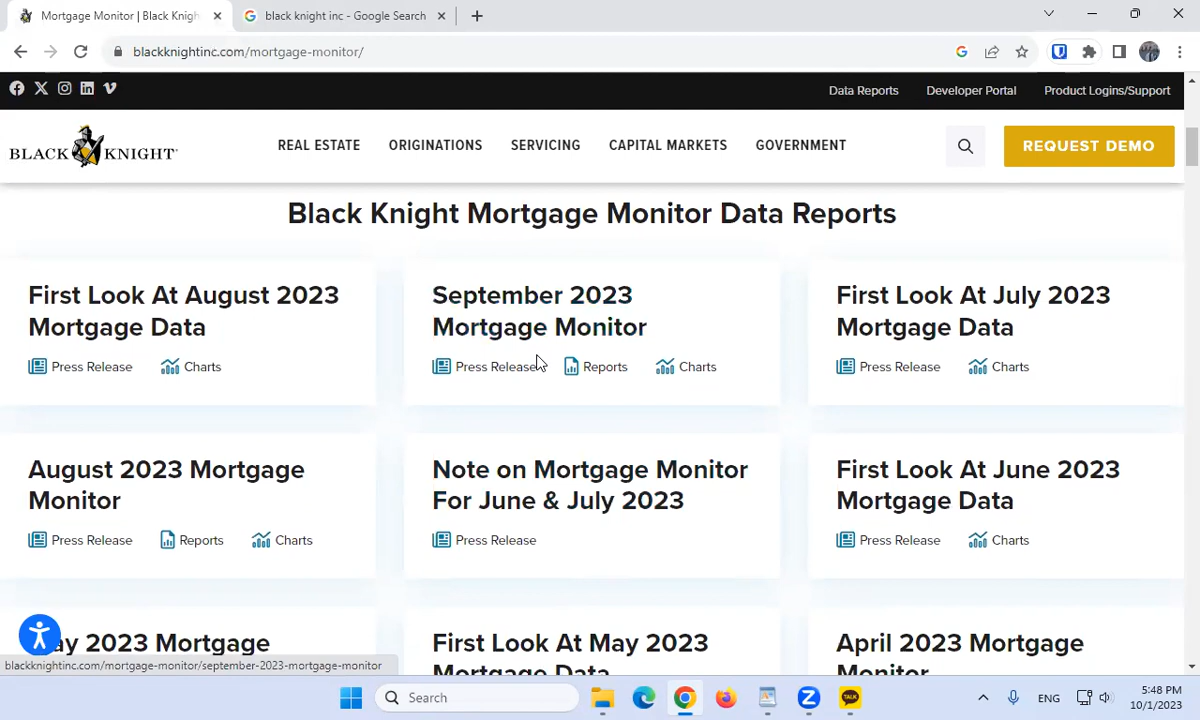 Mortgage Monitor | Black Knigh
black knight inc - Google Search
blackknightinc.com/mortgage-monitor/
Data Reports
Developer Portal
Product Logins/Support
BLACK KNIGHT
REAL ESTATE
ORIGINATIONS
SERVICING
CAPITAL MARKETS
GOVERNMENT
REQUEST DEMO
Black Knight Mortgage Monitor Data Reports
First Look At August 2023
Mortgage Data
Press Release
Charts
September 2023
Mortgage Monitor
Press Release
Reports
Charts
First Look At July 2023
Mortgage Data
Press Release
Charts
August 2023 Mortgage
Monitor
Press Release
Reports
Charts
Note on Mortgage Monitor
For June & July 2023
Press Release
First Look At June 2023
Mortgage Data
Press Release
Charts
ay 2023 Mortgage
First Look At May 2023
Mortgage Data
April 2023 Mortgage
Monitor
blackknightinc.com/mortgage-monitor/september-2023-mortgage-monitor
Search
TALK
ENG
5:48 PM
10/1/2023